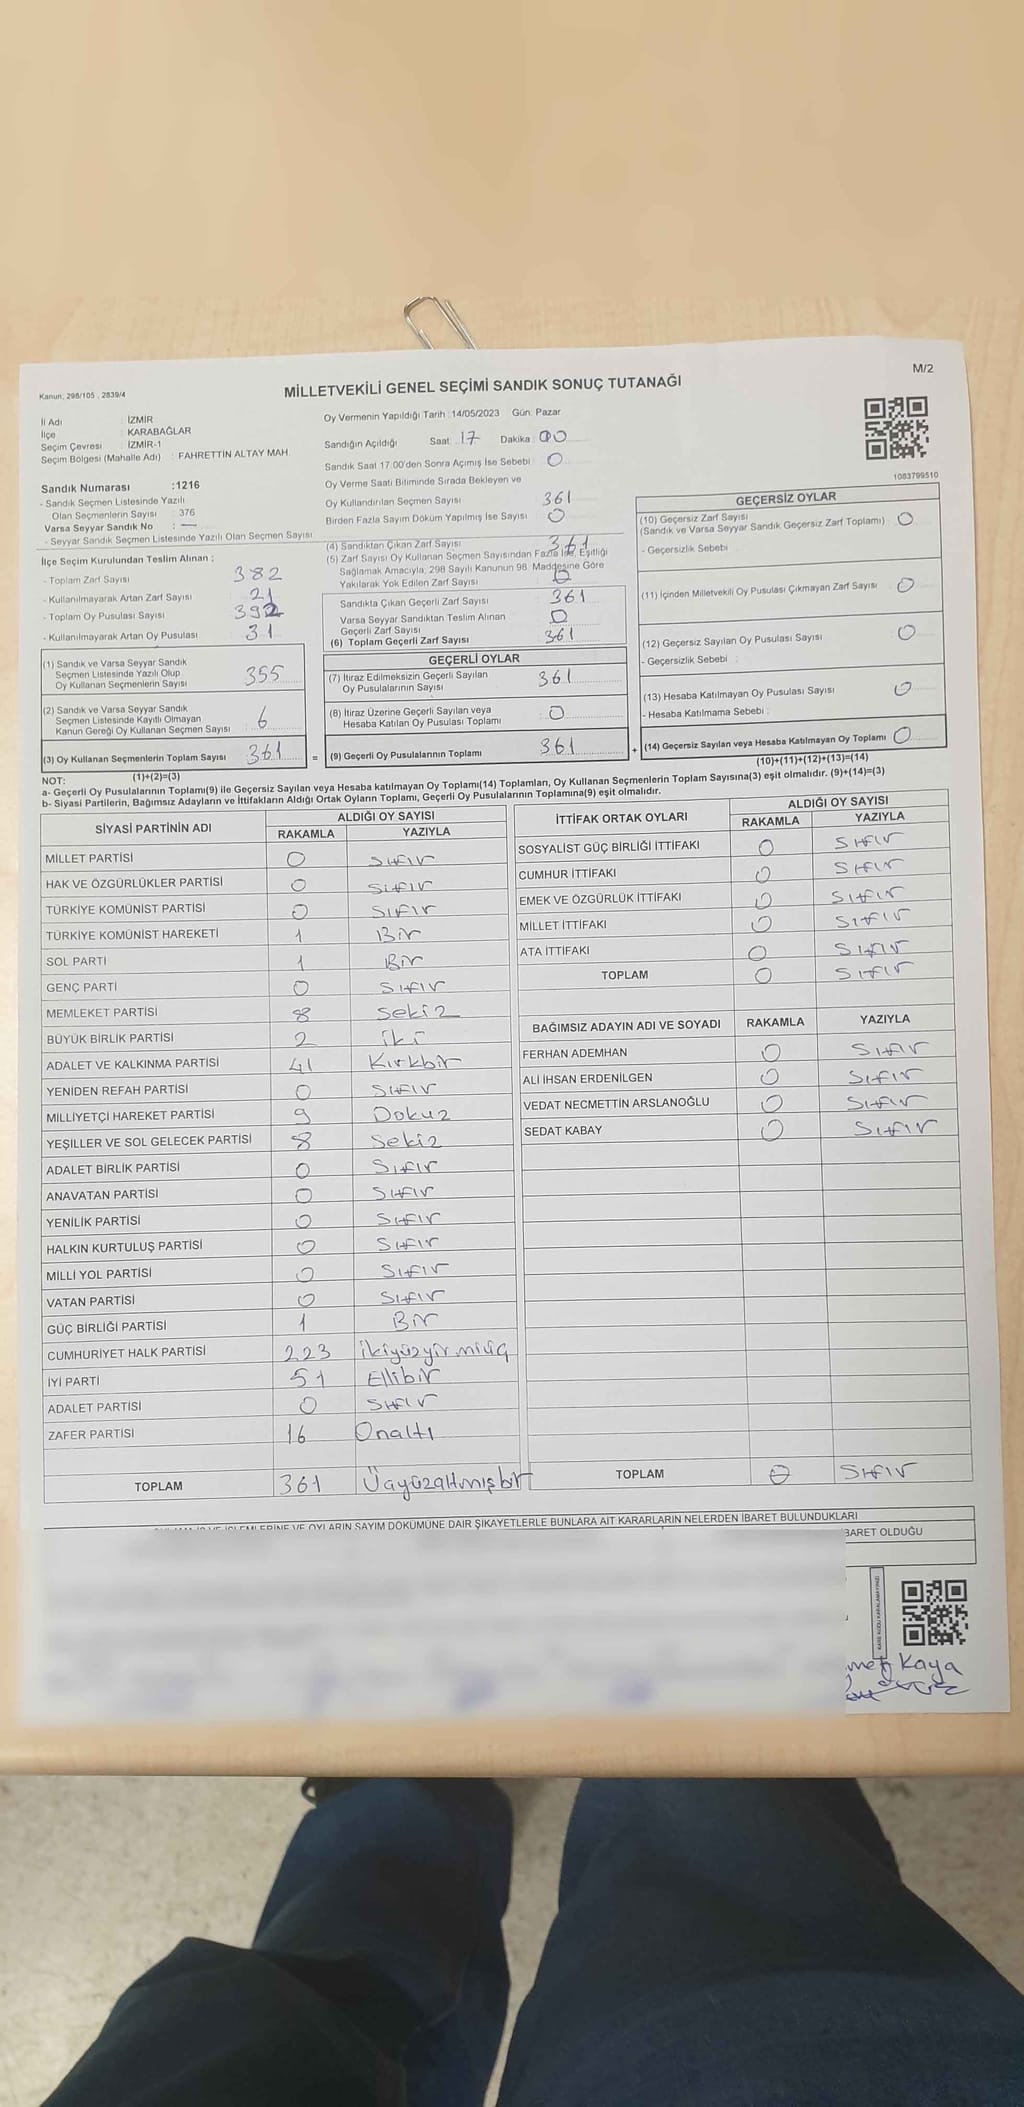 M/2
Kanun: 298/105 , 2839/4
MİLLETVEKİLİ GENEL SEÇİMİ SANDIK SONUÇ TUTANAĞI
İl Adı : İZMİR
İlçe : KARABAĞLAR
Seçim Çevresi : İZMİR-1
Seçim Bölgesi (Mahalle Adı) : FAHRETTİN ALTAY MAH.
Sandık Numarası :1216
- Sandık Seçmen Listesinde Yazılı
Olan Seçmenlerin Sayısı : 376
Varsa Seyyar Sandık No : —
- Seyyar Sandık Seçmen Listesinde Yazılı Olan Seçmen Sayısı
İlçe Seçim Kurulundan Teslim Alınan :
- Toplam Zarf Sayısı 382
- Kullanılmayarak Artan Zarf Sayısı 21
- Toplam Oy Pusulası Sayısı 392
- Kullanılmayarak Artan Oy Pusulası 31
(1) Sandık ve Varsa Seyyar Sandık
Seçmen Listesinde Yazılı Olup
Oy Kullanan Seçmenlerin Sayısı 355
(2) Sandık ve Varsa Seyyar Sandık
Seçmen Listesinde Kayıtlı Olmayan
Kanun Gereği Oy Kullanan Seçmen Sayısı 6
(3) Oy Kullanan Seçmenlerin Toplam Sayısı 361 =
(1)+(2)=(3)
Oy Vermenin Yapıldığı Tarih :14/05/2023 Gün: Pazar
Sandığın Açıldığı Saat: 17 Dakika: 00
Sandık Saat 17.00'den Sonra Açımış İse Sebebi: 0
Oy Verme Saati Bitiminde Sırada Bekleyen ve
Oy Kullandırılan Seçmen Sayısı 361
Birden Fazla Sayım Döküm Yapılmış İse Sayısı 0
(4) Sandıktan Çıkan Zarf Sayısı 361
(5) Zarf Sayısı Oy Kullanan Seçmen Sayısından Fazla İse, Eşitliği
Sağlamak Amacıyla, 298 Sayılı Kanunun 98. Maddesine Göre
Yakılarak Yok Edilen Zarf Sayısı 0
Sandıkta Çıkan Geçerli Zarf Sayısı 361
Varsa Seyyar Sandıktan Teslim Alınan
Geçerli Zarf Sayısı 0
(6) Toplam Geçerli Zarf Sayısı 361
GEÇERLİ OYLAR
(7) İtiraz Edilmeksizin Geçerli Sayılan
Oy Pusulalarının Sayısı 361
(8) İtiraz Üzerine Geçerli Sayılan veya
Hesaba Katılan Oy Pusulası Toplamı 0
(9) Geçerli Oy Pusulalarının Toplamı 361 +
1083799510
GEÇERSİZ OYLAR
(10) Geçersiz Zarf Sayısı
(Sandık ve Varsa Seyyar Sandık Geçersiz Zarf Toplamı) 0
- Geçersizlik Sebebi
(11) İçinden Milletvekili Oy Pusulası Çıkmayan Zarf Sayısı 0
(12) Geçersiz Sayılan Oy Pusulası Sayısı 0
- Geçersizlik Sebebi :
(13) Hesaba Katılmayan Oy Pusulası Sayısı 0
- Hesaba Katılmama Sebebi :
(14) Geçersiz Sayılan veya Hesaba Katılmayan Oy Toplamı 0
(10)+(11)+(12)+(13)=(14)
NOT:
a- Geçerli Oy Pusulalarının Toplamı(9) ile Geçersiz Sayılan veya Hesaba katılmayan Oy Toplamı(14) Toplamları, Oy Kullanan Seçmenlerin Toplam Sayısına(3) eşit olmalıdır. (9)+(14)=(3)
b- Siyasi Partilerin, Bağımsız Adayların ve İttifakların Aldığı Ortak Oyların Toplamı, Geçerli Oy Pusulalarının Toplamına(9) eşit olmalıdır.
SİYASİ PARTİNİN ADI ALDIĞI OY SAYISI
RAKAMLA YAZIYLA
MİLLET PARTİSİ 0 Sıfır
HAK VE ÖZGÜRLÜKLER PARTİSİ 0 Sıfır
TÜRKİYE KOMÜNİST PARTİSİ 0 Sıfır
TÜRKİYE KOMÜNİST HAREKETİ 1 Bir
SOL PARTİ 1 Bir
GENÇ PARTİ 0 Sıfır
MEMLEKET PARTİSİ 8 Sekiz
BÜYÜK BİRLİK PARTİSİ 2 iki
ADALET VE KALKINMA PARTİSİ 41 Kırkbir
YENİDEN REFAH PARTİSİ 0 Sıfır
MİLLİYETÇİ HAREKET PARTİSİ 9 Dokuz
YEŞİLLER VE SOL GELECEK PARTİSİ 8 Sekiz
ADALET BİRLİK PARTİSİ 0 Sıfır
ANAVATAN PARTİSİ 0 Sıfır
YENİLİK PARTİSİ 0 Sıfır
HALKIN KURTULUŞ PARTİSİ 0 Sıfır
MİLLİ YOL PARTİSİ 0 Sıfır
VATAN PARTİSİ 0 Sıfır
GÜÇ BİRLİĞİ PARTİSİ 1 Bir
CUMHURİYET HALK PARTİSİ 223 ikiyüzyirmiüç
İYİ PARTİ 51 Ellibir
ADALET PARTİSİ 0 Sıfır
ZAFER PARTİSİ 16 Onaltı
TOPLAM 361 Üçyüzaltmışbir
İTTİFAK ORTAK OYLARI ALDIĞI OY SAYISI
RAKAMLA YAZIYLA
SOSYALİST GÜÇ BİRLİĞİ İTTİFAKI 0 Sıfır
CUMHUR İTTİFAKI 0 Sıfır
EMEK VE ÖZGÜRLÜK İTTİFAKI 0 Sıfır
MİLLET İTTİFAKI 0 Sıfır
ATA İTTİFAKI 0 Sıfır
TOPLAM 0 Sıfır
BAĞIMSIZ ADAYIN ADI VE SOYADI RAKAMLA YAZIYLA
FERHAN ADEMHAN 0 Sıfır
ALİ İHSAN ERDENİLGEN 0 Sıfır
VEDAT NECMETTİN ARSLANOĞLU 0 Sıfır
SEDAT KABAY 0 Sıfır
TOPLAM 0 Sıfır
OYLARIN SAYIM DÖKÜMÜNE DAİR ŞİKAYETLERLE BUNLARA AİT KARARLARIN NELERDEN İBARET BULUNDUKLARI
BARET OLDUĞU
KARE KODU KARALAMAYINIZ!
met Kaya